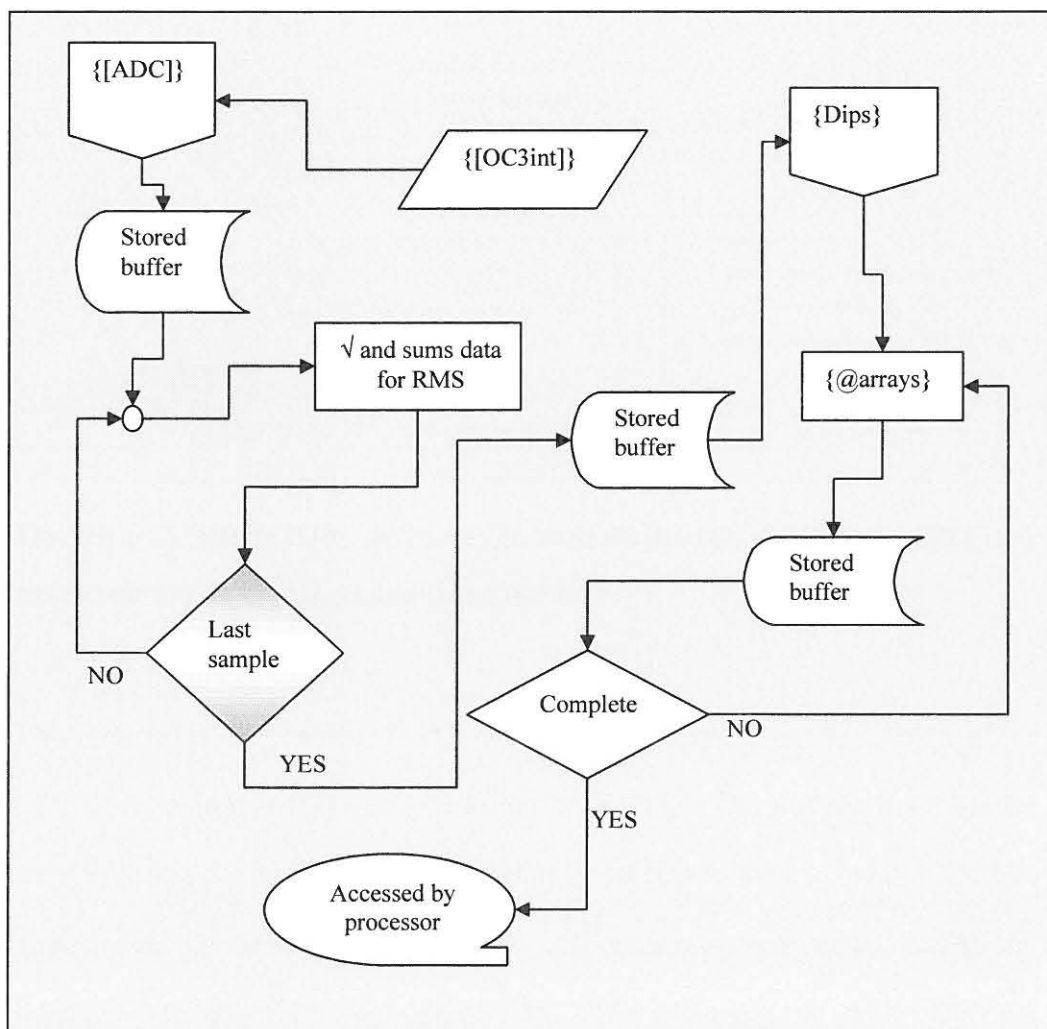 {[ADC]}
{[OC3int]}
{Dips}
Stored
buffer
√ and sums data
for RMS
{@arrays}
Stored
buffer
Stored
buffer
Last
sample
NO
YES
Complete
NO
YES
Accessed by
processor